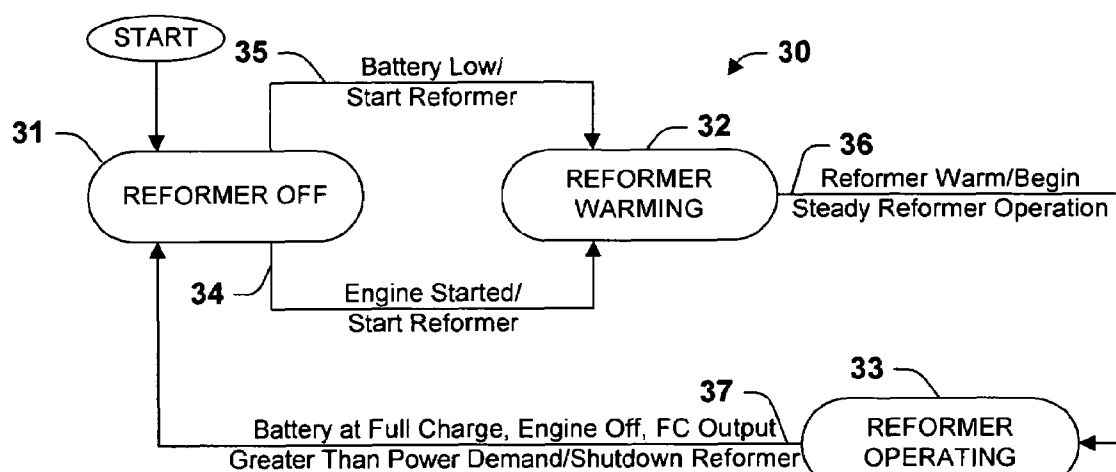 START
35
Battery Low/
Start Reformer
30
31
REFORMER OFF
32
REFORMER
WARMING
36
Reformer Warm/Begin
Steady Reformer Operation
34
Engine Started/
Start Reformer
33
37
Battery at Full Charge, Engine Off, FC Output
Greater Than Power Demand/Shutdown Reformer
REFORMER
OPERATING